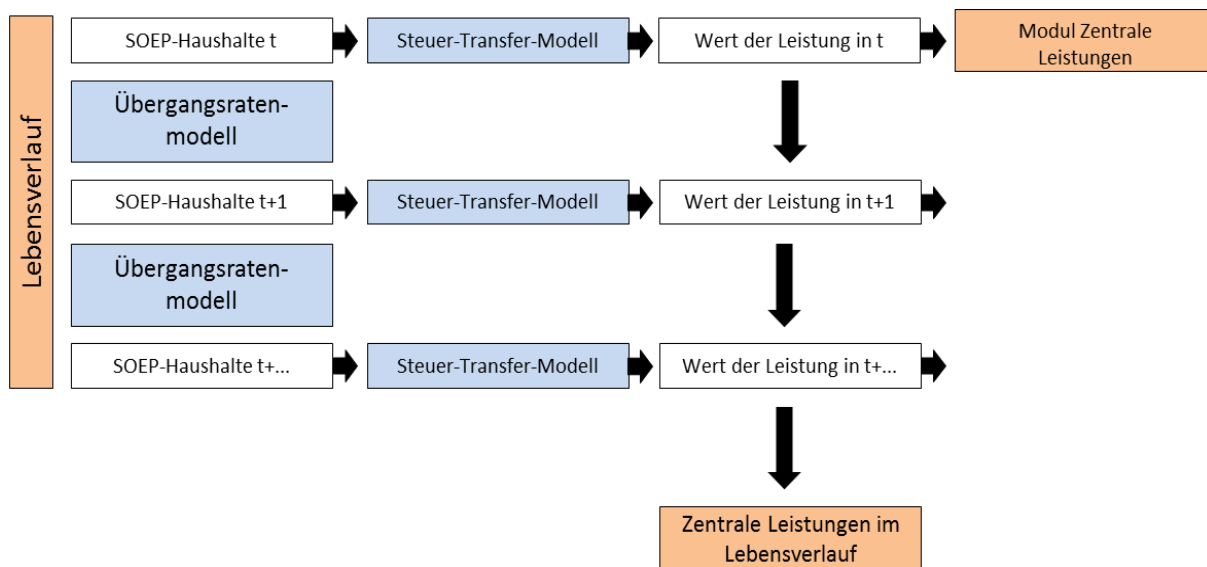 Lebensverlauf
SOEP-Haushalte t
Steuer-Transfer-Modell
Wert der Leistung in t
Modul Zentrale
Leistungen
Übergangsraten-
modell
SOEP-Haushalte t+1
Steuer-Transfer-Modell
Wert der Leistung in t+1
Übergangsraten-
modell
SOEP-Haushalte t+...
Steuer-Transfer-Modell
Wert der Leistung in t+...
Zentrale Leistungen im
Lebensverlauf